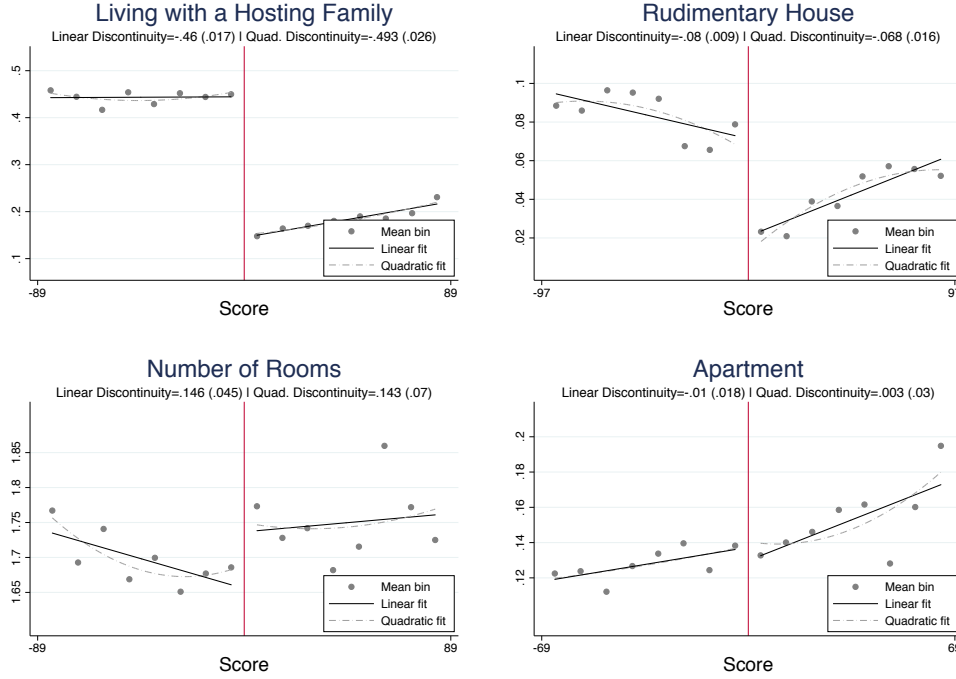 Living with a Hosting Family
Linear Discontinuity=-.46 (.017) | Quad. Discontinuity=-.493 (.026)
.5
.4
.3
.2
.1
Mean bin
Linear fit
Quadratic fit
-89
89
Score
Rudimentary House
Linear Discontinuity=-.08 (.009) | Quad. Discontinuity=-.068 (.016)
.1
.08
.06
.04
.02
Mean bin
Linear fit
Quadratic fit
-97
Score
Number of Rooms
Linear Discontinuity=.146 (.045) | Quad. Discontinuity=.143 (.07)
1.85
1.8
1.75
1.7
1.65
Mean bin
Linear fit
Quadratic fit
-89
89
Score
Apartment
Linear Discontinuity=-.01 (.018) | Quad. Discontinuity=.003 (.03)
.2
.18
.16
.14
.12
Mean bin
Linear fit
Quadratic fit
-69
Score